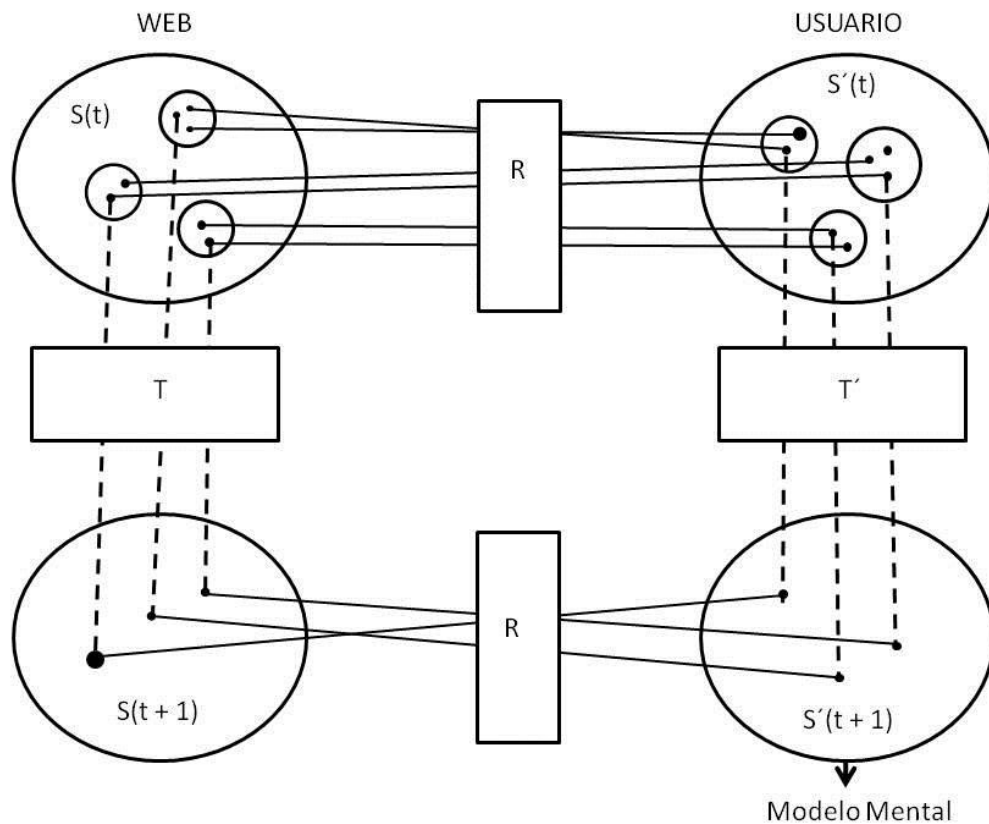 WEB
USUARIO
S(t)
S´(t)
R
T
T´
R
S(t + 1)
S´(t + 1)
Modelo Mental